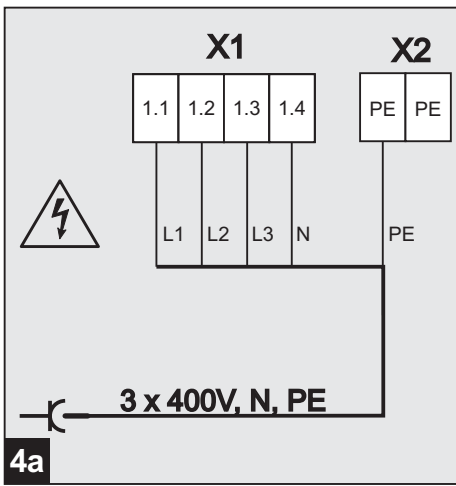 X1 X2
1.1 1.2 1.3 1.4 PE PE
L1 L2 L3 N PE
3 x 400V, N, PE
4a